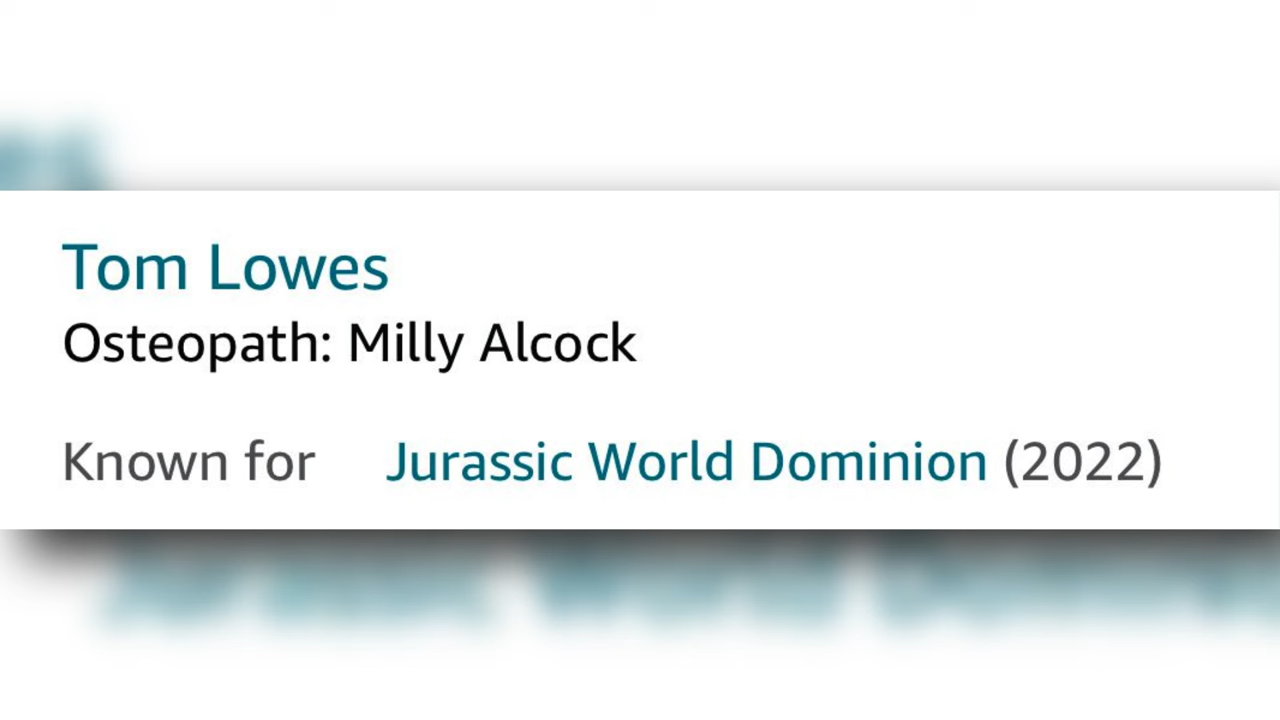 Tom Lowes
Osteopath: Milly Alcock
Known for Jurassic World Dominion (2022)